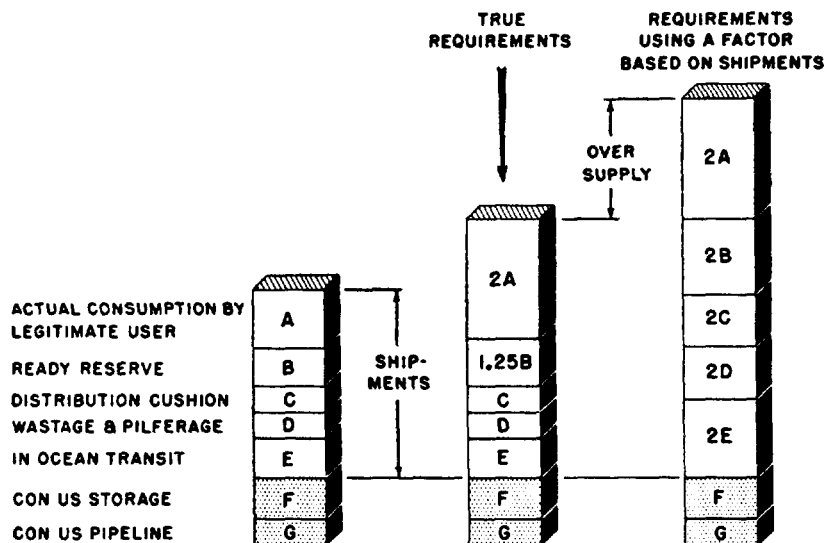 TRUE
REQUIREMENTS
REQUIREMENTS
USING A FACTOR
BASED ON SHIPMENTS
OVER
SUPPLY
ACTUAL CONSUMPTION BY
LEGITIMATE USER
READY RESERVE
DISTRIBUTION CUSHION
WASTAGE & PILFERAGE
IN OCEAN TRANSIT
CON US STORAGE
CON US PIPELINE
A
B
C
D
E
F
G
SHIP-
MENTS
2A
1.25B
C
D
E
F
G
2A
2B
2C
2D
2E
F
G